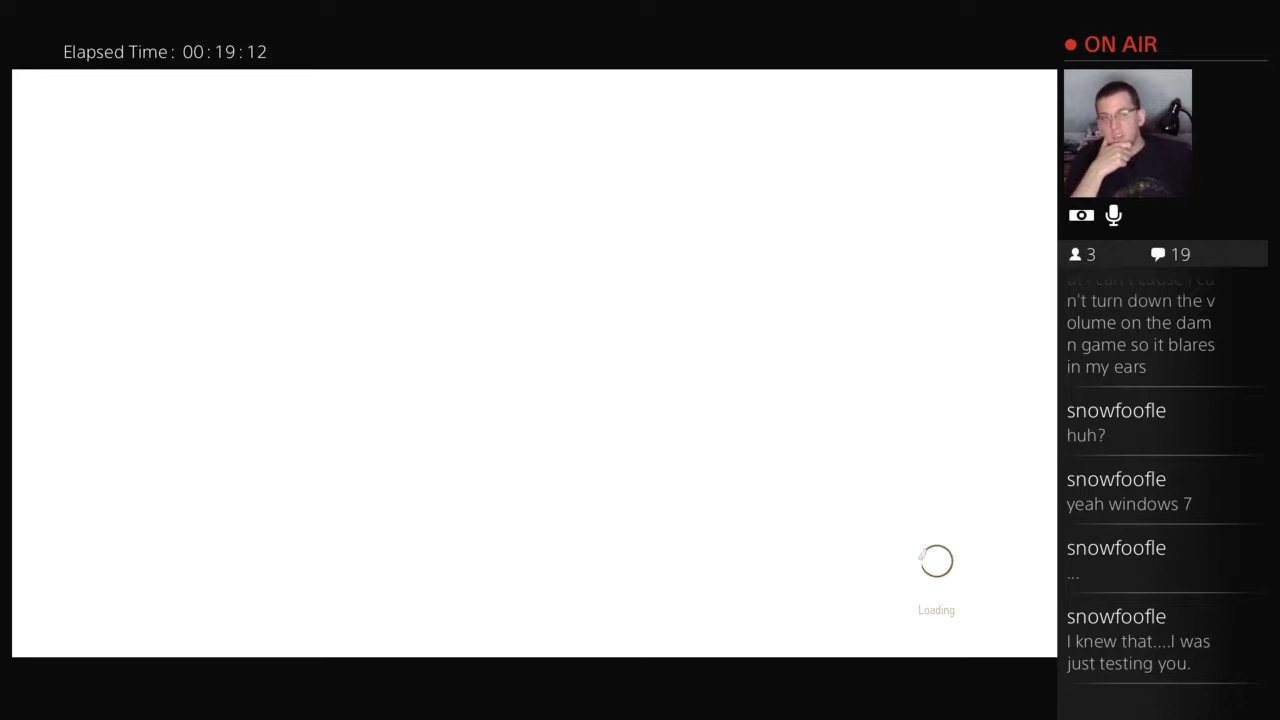 Elapsed Time: 00:19:12
ON AIR
3 19
n't turn down the v
olume on the dam
n game so it blares
in my ears
snowfoofle
huh?
snowfoofle
yeah windows 7
snowfoofle
...
snowfoofle
I knew that....I was
just testing you.
Loading